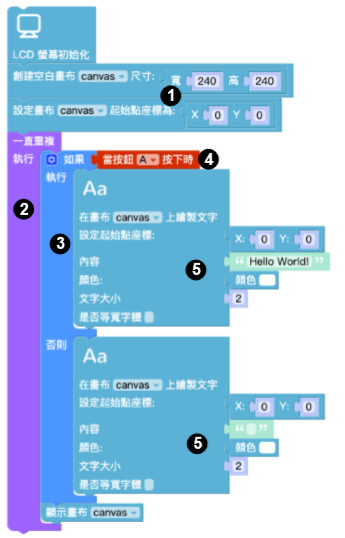 LCD 螢幕初始化
創建空白畫布 canvas 尺寸: 寬 240 高 240
1
設定畫布 canvas 起始點座標為: X 0 Y 0
一直重複
執行 如果 當按鈕 A 按下時 4
執行
Aa
2
在畫布 canvas 上繪製文字
3
設定起始點座標: X: 0 Y: 0
內容 5 “ Hello World! ”
顏色: 顏色
文字大小 2
是否等寬字體
否則
Aa
在畫布 canvas 上繪製文字
設定起始點座標: X: 0 Y: 0
內容 “ ”
5
顏色: 顏色
文字大小 2
是否等寬字體
顯示畫布 canvas